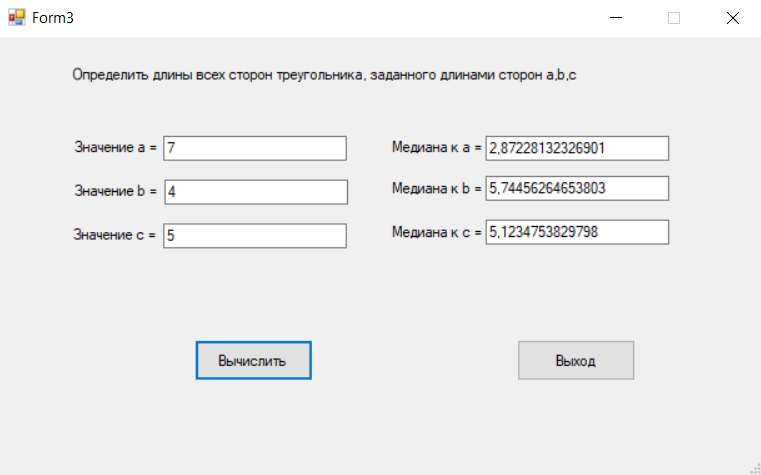 Form3
Определить длины всех сторон треугольника, заданного длинами сторон a,b,c
Значение a = 7
Медиана к a = 2,87228132326901
Значение b = 4
Медиана к b = 5,74456264653803
Значение c = 5
Медиана к c = 5,1234753829798
Вычислить
Выход